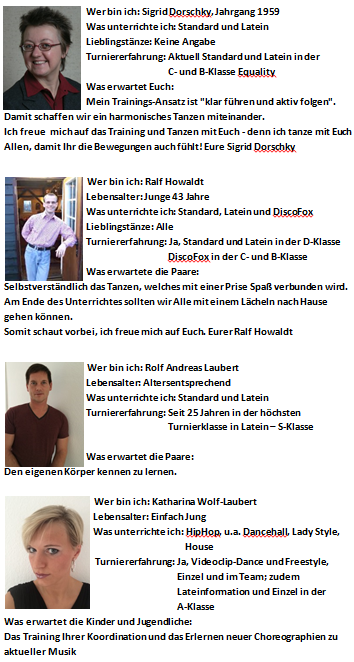 Wer bin ich: Sigrid Dorschky, Jahrgang 1959
Was unterrichte ich: Standard und Latein
Lieblingstänze: Keine Angabe
Turniererfahrung: Aktuell Standard und Latein in der
C- und B-Klasse Equality
Was erwartet Euch:
Mein Trainings-Ansatz ist "klar führen und aktiv folgen".
Damit schaffen wir ein harmonisches Tanzen miteinander.
Ich freue mich auf das Training und Tanzen mit Euch - denn ich tanze mit Euch
Allen, damit Ihr die Bewegungen auch fühlt! Eure Sigrid Dorschky
Wer bin ich: Ralf Howaldt
Lebensalter: Junge 43 Jahre
Was unterrichte ich: Standard, Latein und DiscoFox
Lieblingstänze: Alle
Turniererfahrung: Ja, Standard und Latein in der D-Klasse
DiscoFox in der C- und B-Klasse
Was erwartete die Paare:
Selbstverständlich das Tanzen, welches mit einer Prise Spaß verbunden wird.
Am Ende des Unterrichtes sollten wir Alle mit einem Lächeln nach Hause
gehen können.
Somit schaut vorbei, ich freue mich auf Euch. Eurer Ralf Howaldt
Wer bin ich: Rolf Andreas Laubert
Lebensalter: Altersentsprechend
Was unterrichte ich: Standard und Latein
Turniererfahrung: Seit 25 Jahren in der höchsten
Turnierklasse in Latein – S-Klasse
Was erwartet die Paare:
Den eigenen Körper kennen zu lernen.
Wer bin ich: Katharina Wolf-Laubert
Lebensalter: Einfach Jung
Was unterrichte ich: HipHop, u.a. Dancehall, Lady Style,
House
Turniererfahrung: Ja, Videoclip-Dance und Freestyle,
Einzel und im Team; zudem
Lateinformation und Einzel in der
A-Klasse
Was erwartet die Kinder und Jugendliche:
Das Training Ihrer Koordination und das Erlernen neuer Choreographien zu
aktueller Musik